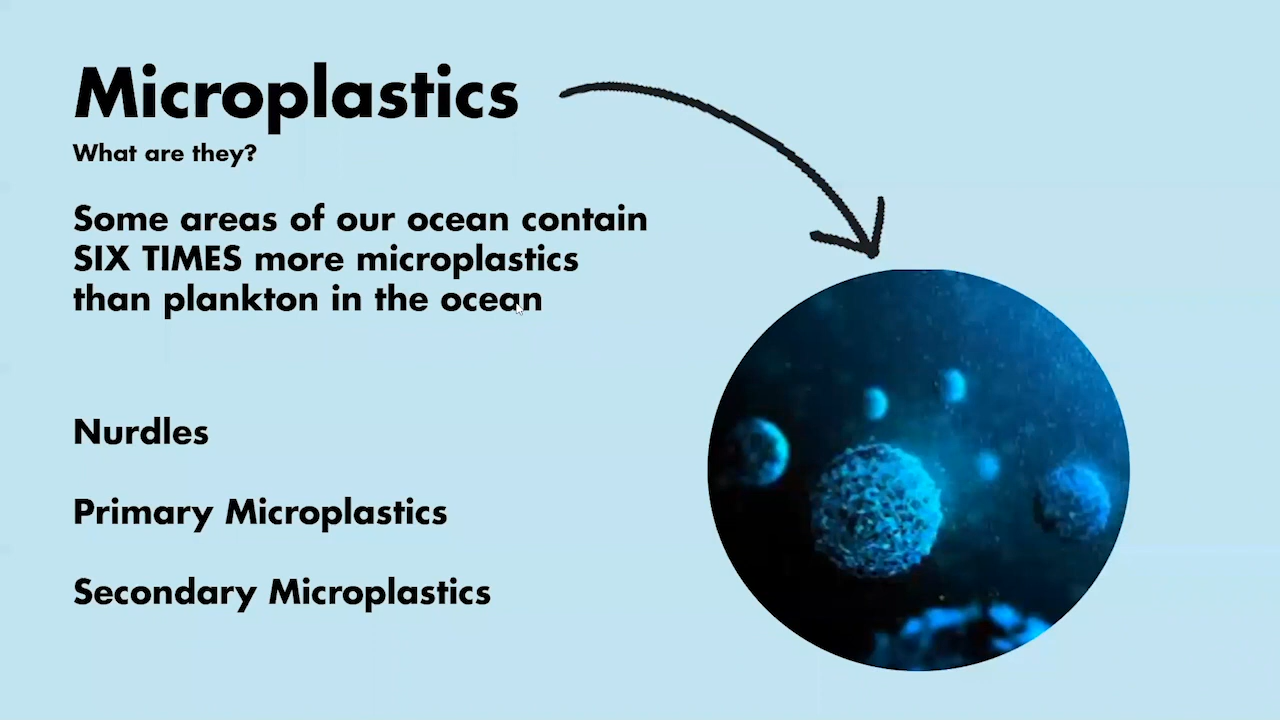 Microplastics
What are they?
Some areas of our ocean contain
SIX TIMES more microplastics
than plankton in the ocean
Nurdles
Primary Microplastics
Secondary Microplastics